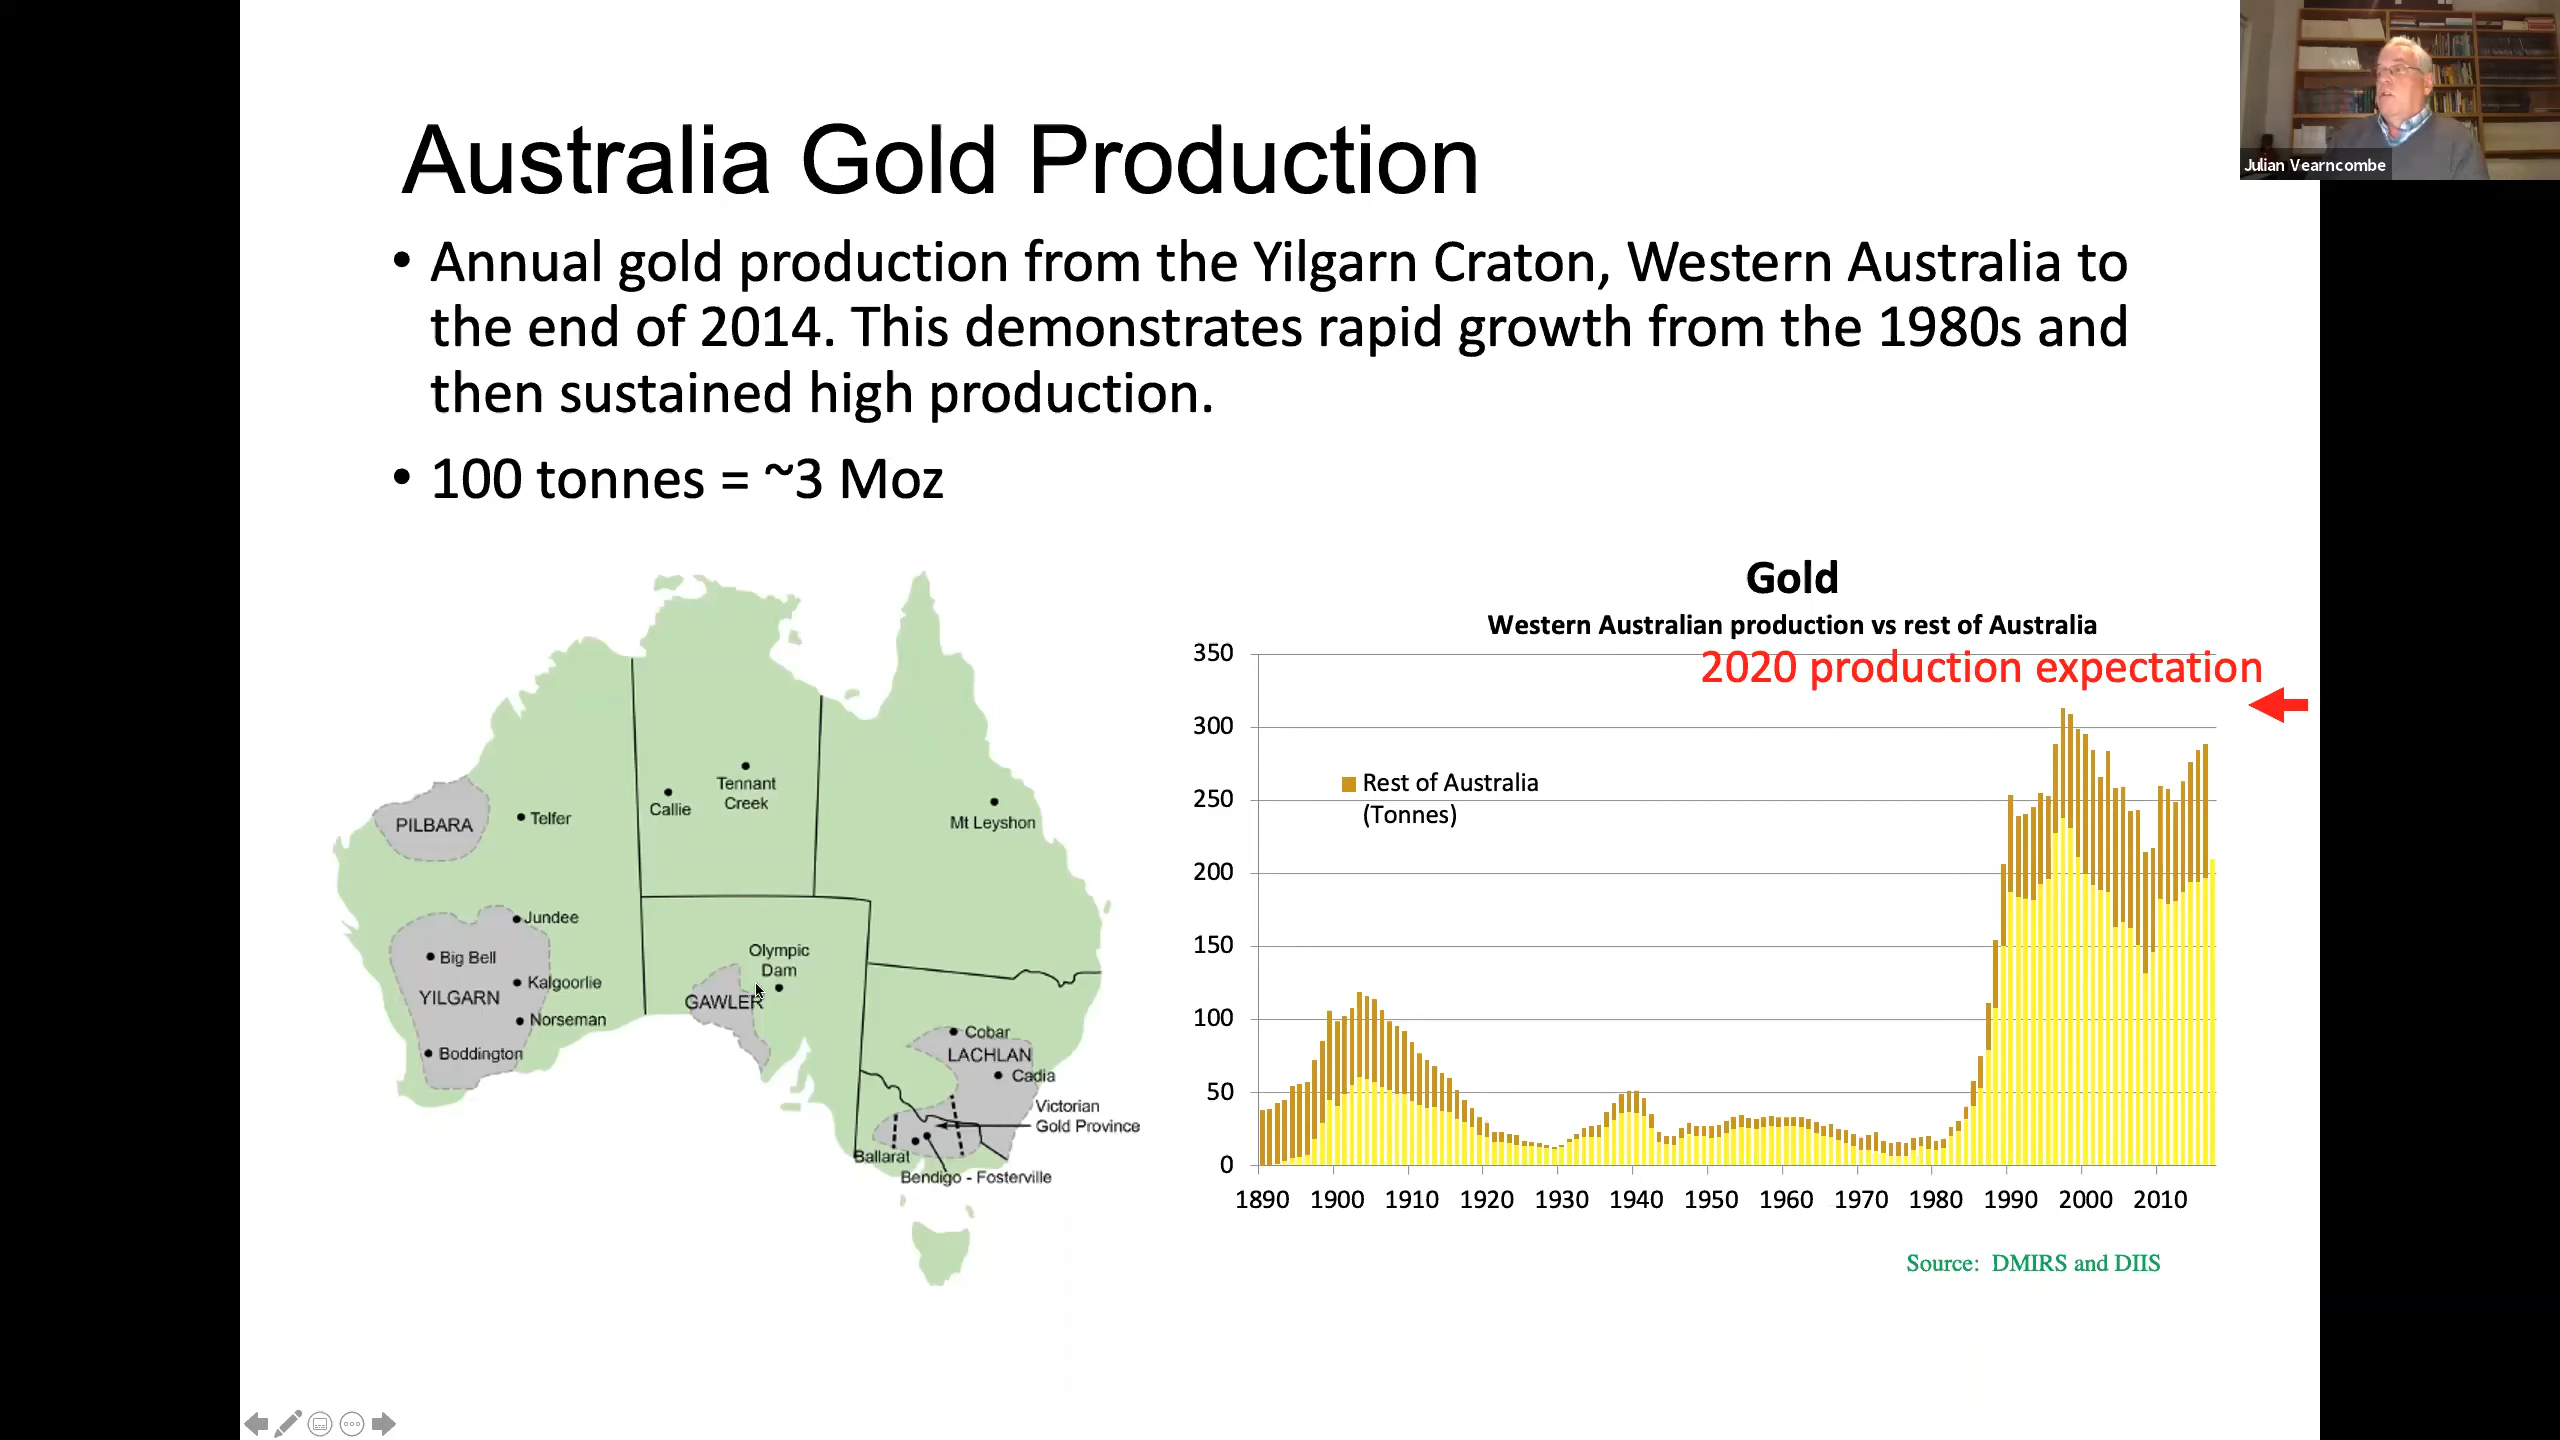 Julian Vearncombe
Australia Gold Production
• Annual gold production from the Yilgarn Craton, Western Australia to
the end of 2014. This demonstrates rapid growth from the 1980s and
then sustained high production.
• 100 tonnes = ~3 Moz
PILBARA
Telfer
Callie
Tennant
Creek
Mt Leyshon
Jundee
Big Bell
YILGARN
Kalgoorlie
Norseman
Boddington
Olympic
Dam
GAWLER
Cobar
LACHLAN
Cadia
Victorian
Gold Province
Ballarat
Bendigo - Fosterville
Gold
Western Australian production vs rest of Australia
2020 production expectation
350
300
250
200
150
100
50
0
Rest of Australia
(Tonnes)
1890 1900 1910 1920 1930 1940 1950 1960 1970 1980 1990 2000 2010
Source: DMIRS and DIIS